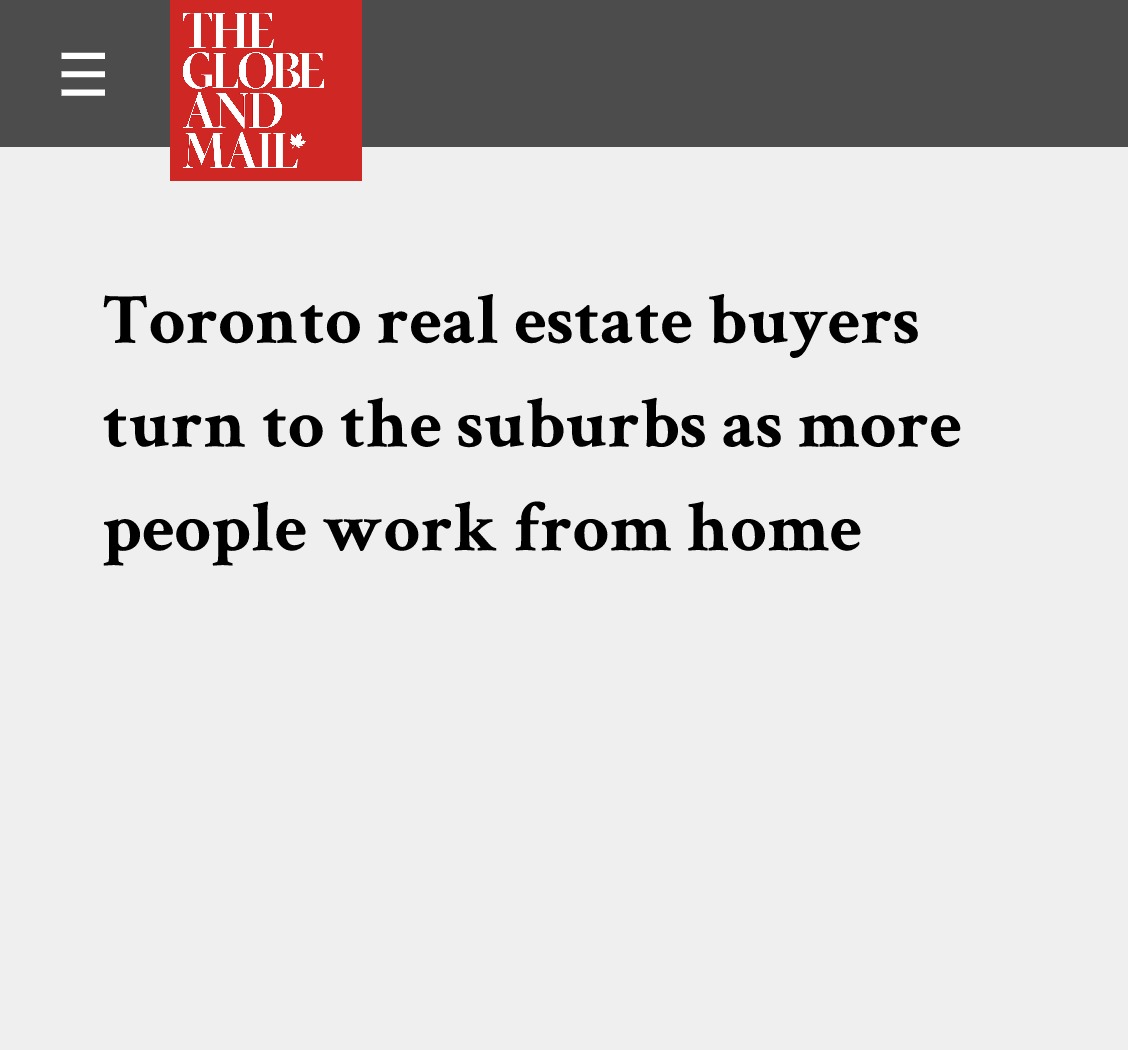 THE
GLOBE
AND
MAIL
Toronto real estate buyers
turn to the suburbs as more
people work from home